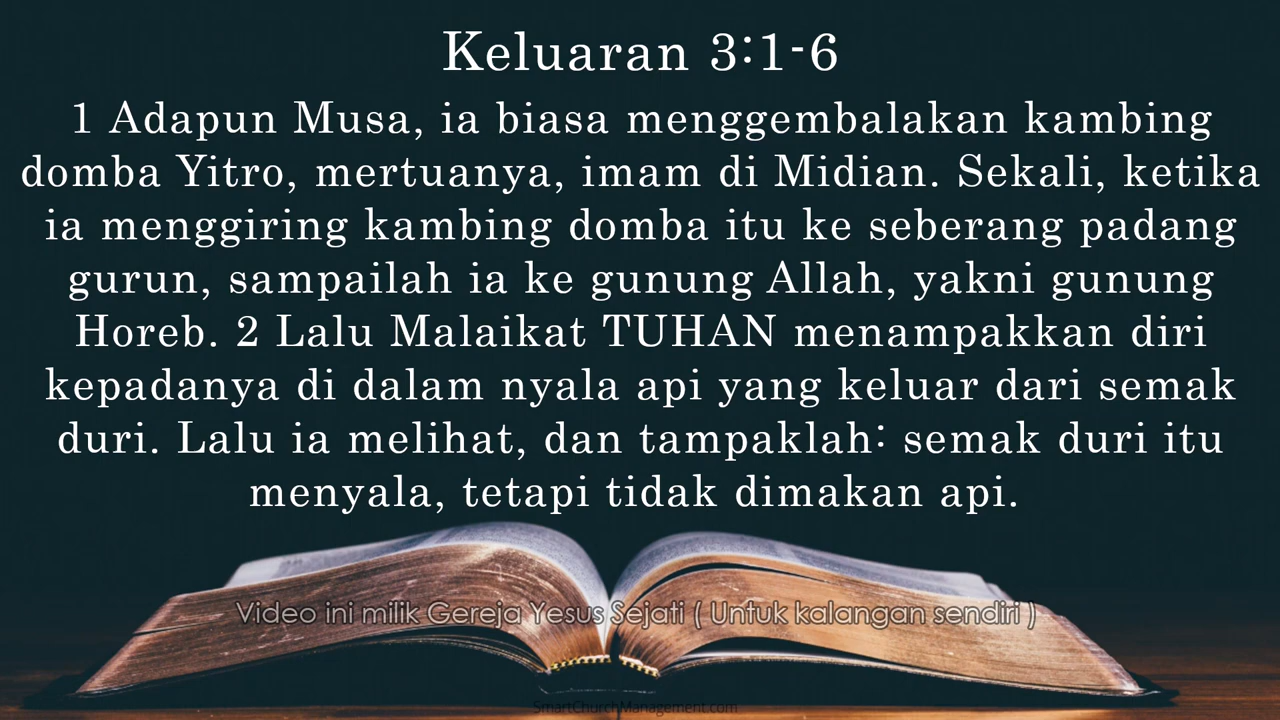 Keluaran 3:1-6
1 Adapun Musa, ia biasa menggembalakan kambing
domba Yitro, mertuanya, imam di Midian. Sekali, ketika
ia menggiring kambing domba itu ke seberang padang
gurun, sampailah ia ke gunung Allah, yakni gunung
Horeb. 2 Lalu Malaikat TUHAN menampakkan diri
kepadanya di dalam nyala api yang keluar dari semak
duri. Lalu ia melihat, dan tampaklah: semak duri itu
menyala, tetapi tidak dimakan api.
Video ini milik Gereja Yesus Sejati ( Untuk kalangan sendiri )
SmartChurchManagement.com